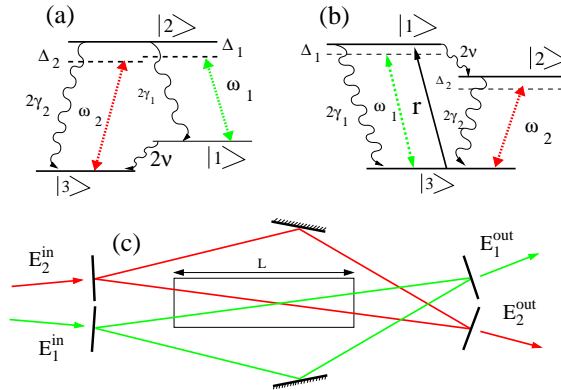 (a)
|2>
Δ₂
Δ₁
2γ₂
ω₂
2γ₁
ω₁
2ν
|1>
|3>
(b)
|1>
Δ₁
2ν
|2>
Δ₂
2γ₁
ω₁
r
2γ₂
ω₂
|3>
(c)
L
E₂ⁱⁿ
E₁ⁱⁿ
E₁ᵒᵘᵗ
E₂ᵒᵘᵗ